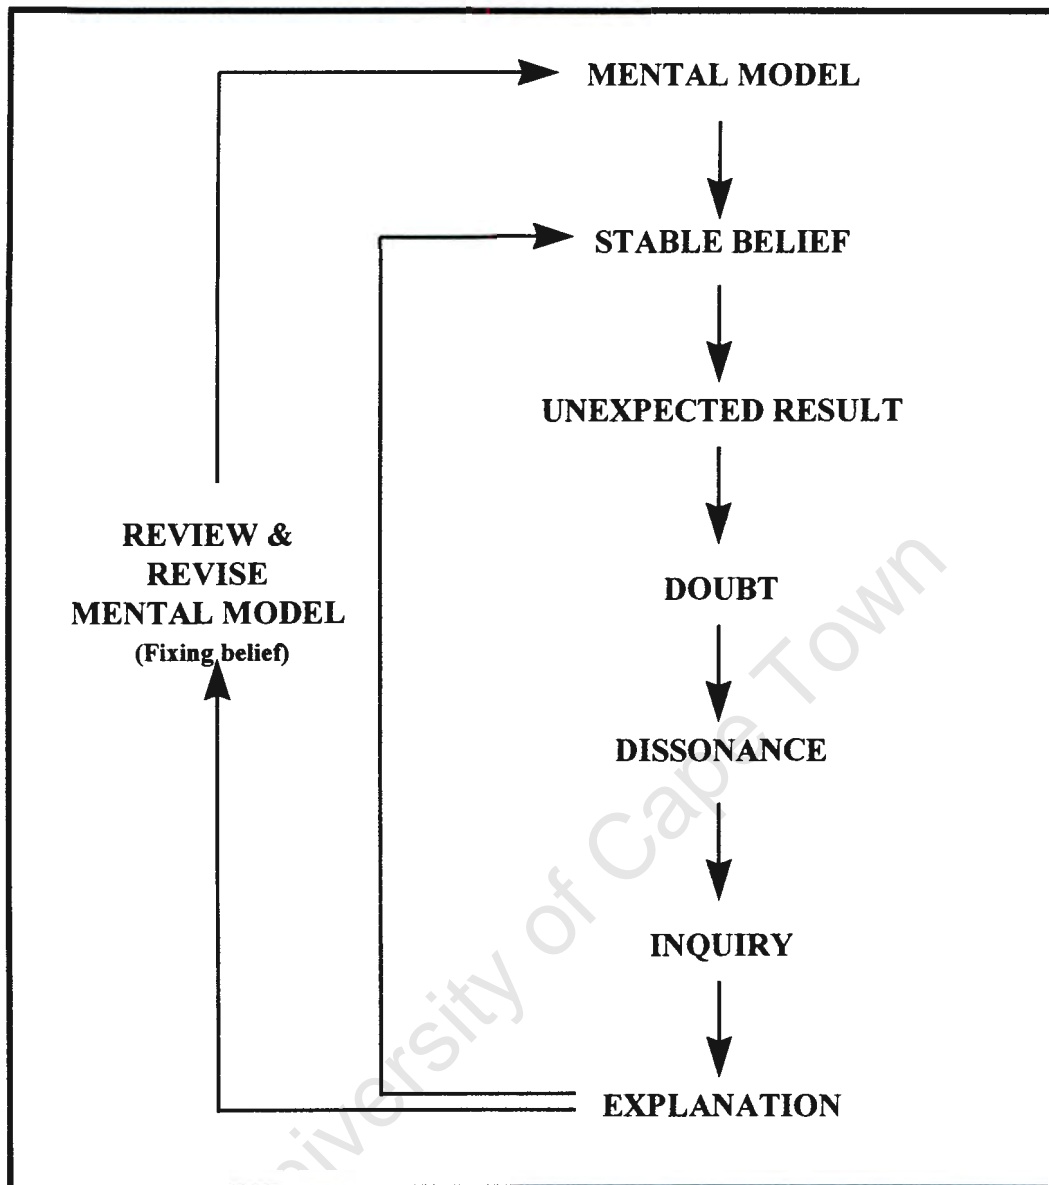 MENTAL MODEL
STABLE BELIEF
UNEXPECTED RESULT
REVIEW &
REVISE
MENTAL MODEL
(Fixing belief)
DOUBT
DISSONANCE
INQUIRY
EXPLANATION
niversity of Cape Town